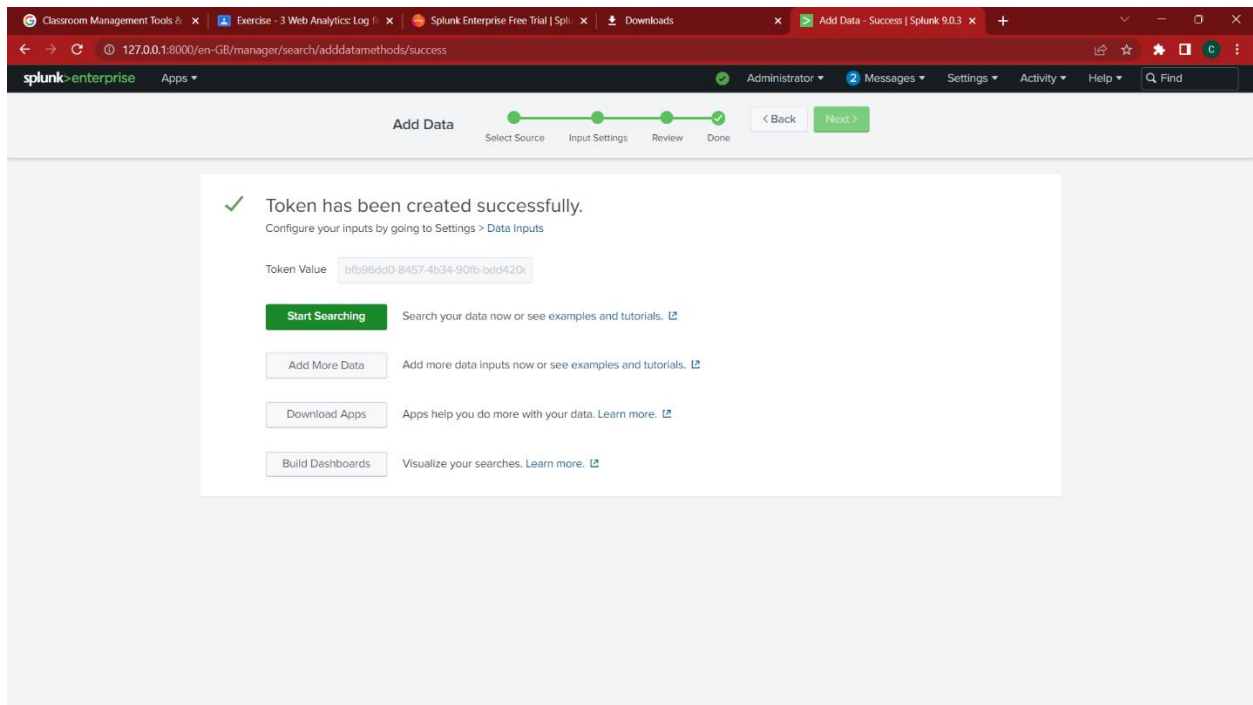 Classroom Management Tools &
Exercise - 3 Web Analytics: Log fi
Splunk Enterprise Free Trial | Splu
Downloads
Add Data - Success | Splunk 9.0.3
127.0.0.1:8000/en-GB/manager/search/adddatamethods/success
C
splunk>enterprise Apps
Administrator 2 Messages Settings Activity Help Find
Add Data
Select Source Input Settings Review Done
< Back Next >
Token has been created successfully.
Configure your inputs by going to Settings > Data Inputs
Token Value bfb96dd0-8457-4b34-90fb-bdd420
Start Searching Search your data now or see examples and tutorials.
Add More Data Add more data inputs now or see examples and tutorials.
Download Apps Apps help you do more with your data. Learn more.
Build Dashboards Visualize your searches. Learn more.